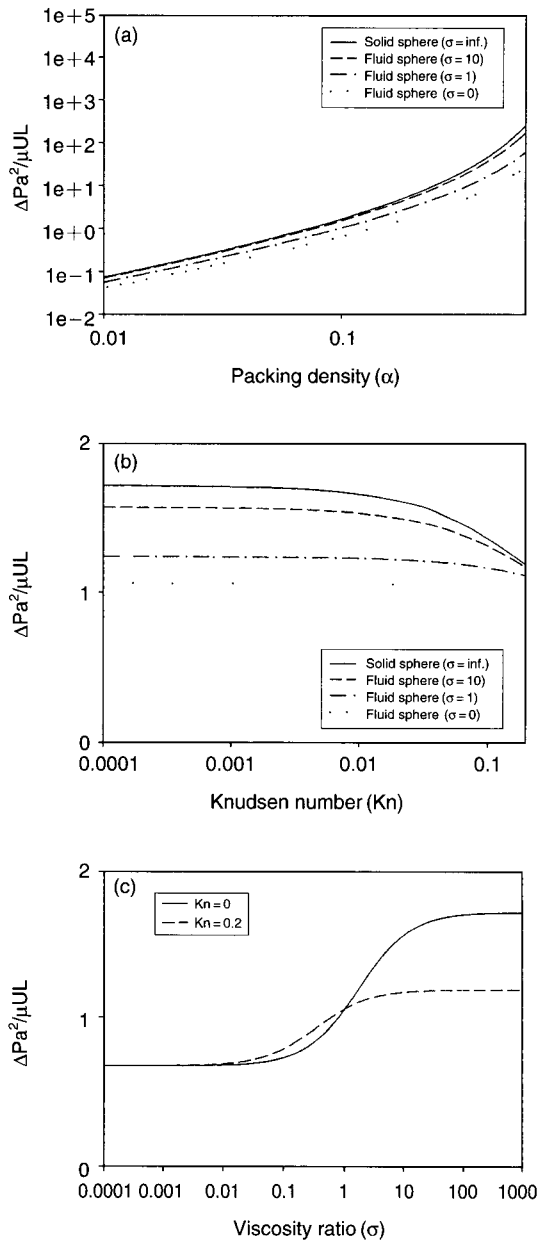 (a)
1e+5
1e+4
1e+3
1e+2
1e+1
1e+0
1e−1
1e−2
ΔPa²/μUL
Solid sphere (σ = inf.)
Fluid sphere (σ = 10)
Fluid sphere (σ = 1)
Fluid sphere (σ = 0)
0.01
0.1
Packing density (α)
(b)
2
1
0
ΔPa²/μUL
Solid sphere (σ = inf.)
Fluid sphere (σ = 10)
Fluid sphere (σ = 1)
Fluid sphere (σ = 0)
0.0001
0.001
0.01
0.1
Knudsen number (Kn)
(c)
2
1
0
ΔPa²/μUL
Kn = 0
Kn = 0.2
0.0001 0.001 0.01 0.1 1 10 100 1000
Viscosity ratio (σ)